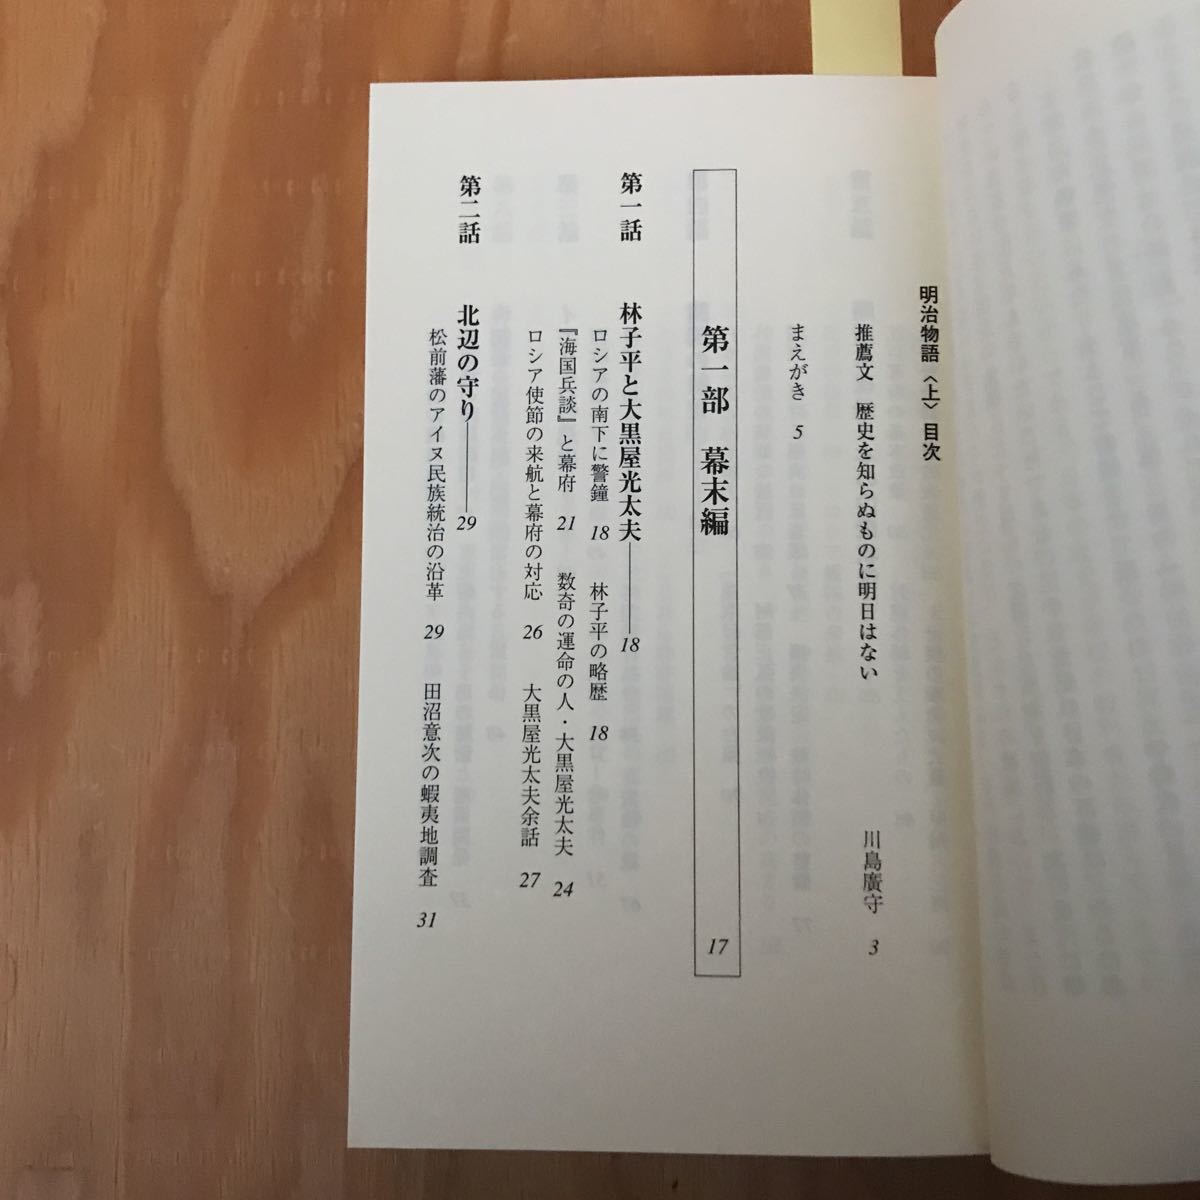 明治物語〈上〉目次
推薦文 歴史を知らぬものに明日はない 川島廣守 3
まえがき 5
第一部 幕末編 17
第一話 林子平と大黒屋光太夫――18
ロシアの南下に警鐘 18 林子平の略歴 18
『海国兵談』と幕府 21 数奇の運命の人・大黒屋光太夫 24
ロシア使節の来航と幕府の対応 26 大黒屋光太夫余話 27
第二話 北辺の守り――29
松前藩のアイヌ民族統治の沿革 29 田沼意次の蝦夷地調査 31